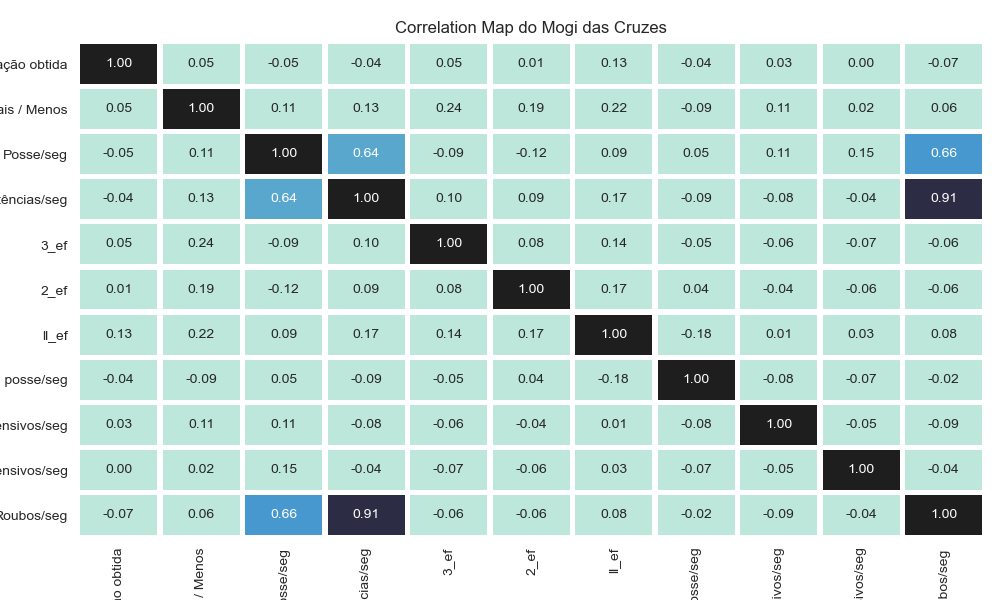 Correlation Map do Mogi das Cruzes
ação obtida 1.00 0.05 -0.05 -0.04 0.05 0.01 0.13 -0.04 0.03 0.00 -0.07
ais / Menos 0.05 1.00 0.11 0.13 0.24 0.19 0.22 -0.09 0.11 0.02 0.06
Posse/seg -0.05 0.11 1.00 0.64 -0.09 -0.12 0.09 0.05 0.11 0.15 0.66
ências/seg -0.04 0.13 0.64 1.00 0.10 0.09 0.17 -0.09 -0.08 -0.04 0.91
3_ef 0.05 0.24 -0.09 0.10 1.00 0.08 0.14 -0.05 -0.06 -0.07 -0.06
2_ef 0.01 0.19 -0.12 0.09 0.08 1.00 0.17 0.04 -0.04 -0.06 -0.06
ll_ef 0.13 0.22 0.09 0.17 0.14 0.17 1.00 -0.18 0.01 0.03 0.08
posse/seg -0.04 -0.09 0.05 -0.09 -0.05 0.04 -0.18 1.00 -0.08 -0.07 -0.02
ensivos/seg 0.03 0.11 0.11 -0.08 -0.06 -0.04 0.01 -0.08 1.00 -0.05 -0.09
ensivos/seg 0.00 0.02 0.15 -0.04 -0.07 -0.06 0.03 -0.07 -0.05 1.00 -0.04
Roubos/seg -0.07 0.06 0.66 0.91 -0.06 -0.06 0.08 -0.02 -0.09 -0.04 1.00
ão obtida
/ Menos
osse/seg
cias/seg
3_ef
2_ef
ll_ef
osse/seg
ivos/seg
ivos/seg
bos/seg